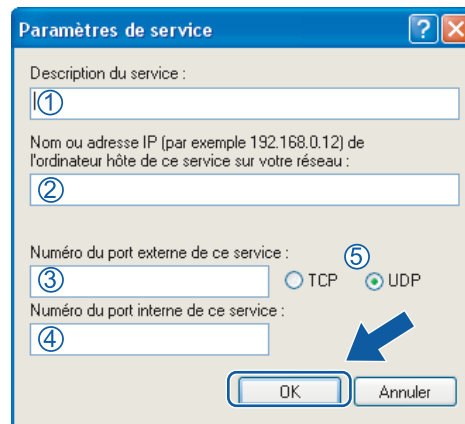 Paramètres de service
Description du service :
①
Nom ou adresse IP (par exemple 192.168.0.12) de
l'ordinateur hôte de ce service sur votre réseau :
②
Numéro du port externe de ce service : ⑤
③ TCP UDP
Numéro du port interne de ce service :
④
OK Annuler